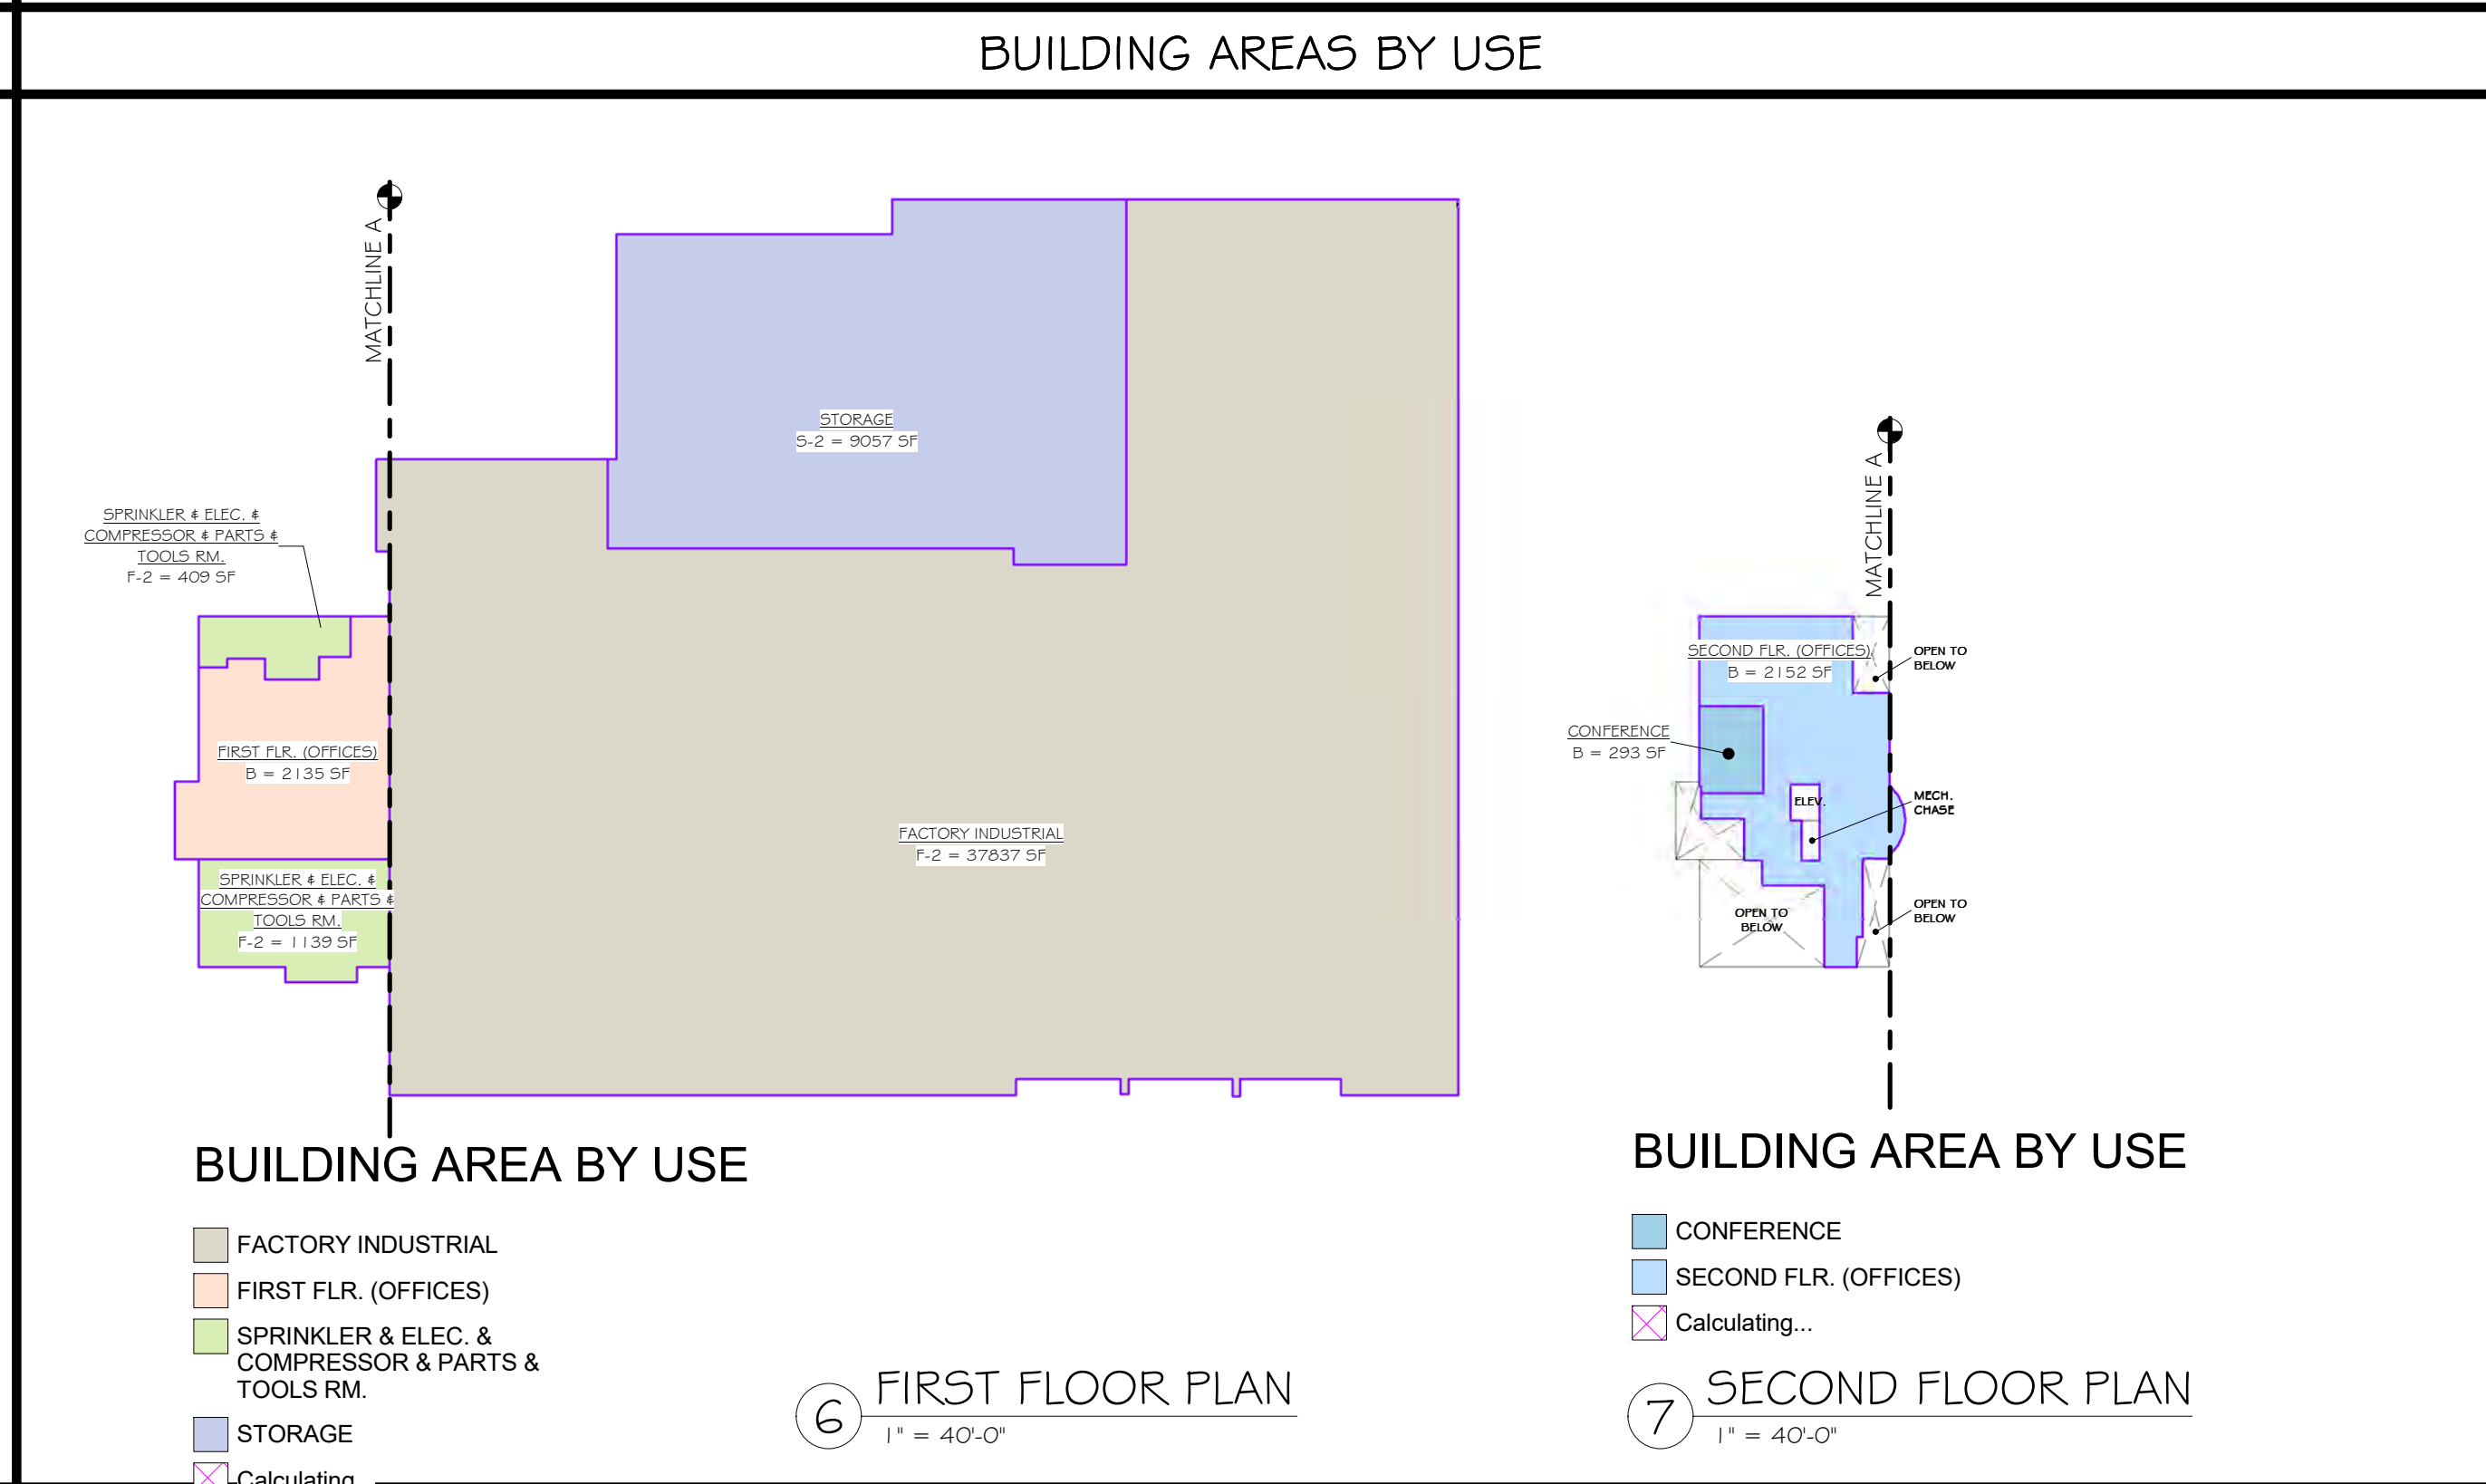 BUILDING AREAS BY USE
MATCHLINE A
STORAGE
S-2 = 9057 SF
SPRINKLER & ELEC. &
COMPRESSOR & PARTS &
TOOLS RM.
F-2 = 409 SF
FIRST FLR. (OFFICES)
B = 2135 SF
FACTORY INDUSTRIAL
F-2 = 37837 SF
SPRINKLER & ELEC. &
COMPRESSOR & PARTS &
TOOLS RM.
F-2 = 1139 SF
BUILDING AREA BY USE
FACTORY INDUSTRIAL
FIRST FLR. (OFFICES)
SPRINKLER & ELEC. &
COMPRESSOR & PARTS &
TOOLS RM.
STORAGE
Calculating...
6
FIRST FLOOR PLAN
1" = 40'-0"
MATCHLINE A
SECOND FLR. (OFFICES)
B = 2152 SF
OPEN TO
BELOW
CONFERENCE
B = 293 SF
ELEV.
MECH.
CHASE
OPEN TO
BELOW
OPEN TO
BELOW
BUILDING AREA BY USE
CONFERENCE
SECOND FLR. (OFFICES)
Calculating...
7
SECOND FLOOR PLAN
1" = 40'-0"